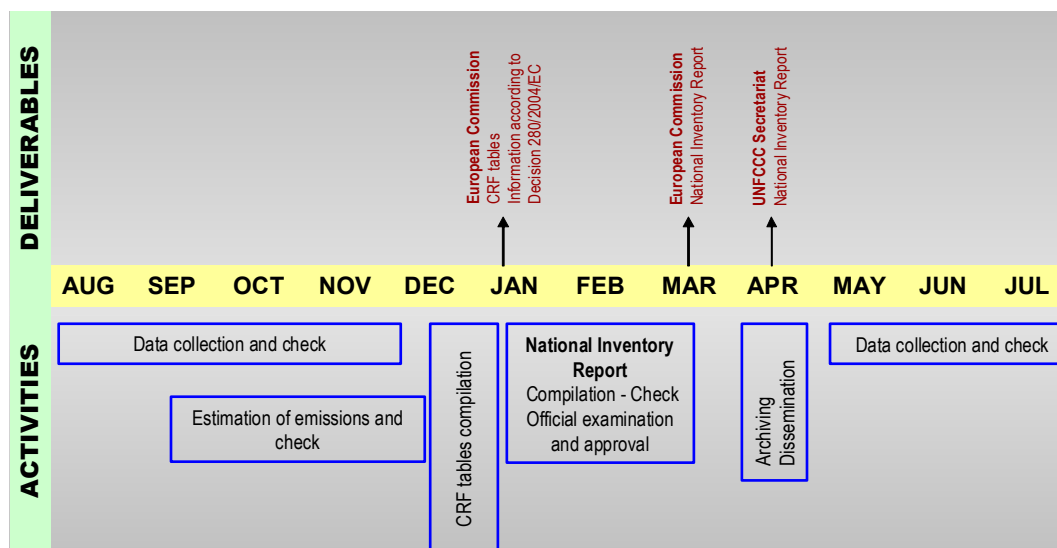 DELIVERABLES
European Commission
CRF tables
Information according to
Decision 280/2004/EC
European Commission
National Inventory Report
UNFCCC Secretariat
National Inventory Report
AUG SEP OCT NOV DEC JAN FEB MAR APR MAY JUN JUL
ACTIVITIES
Data collection and check
Estimation of emissions and
check
CRF tables compilation
National Inventory
Report
Compilation - Check
Official examination
and approval
Archiving
Dissemination
Data collection and check